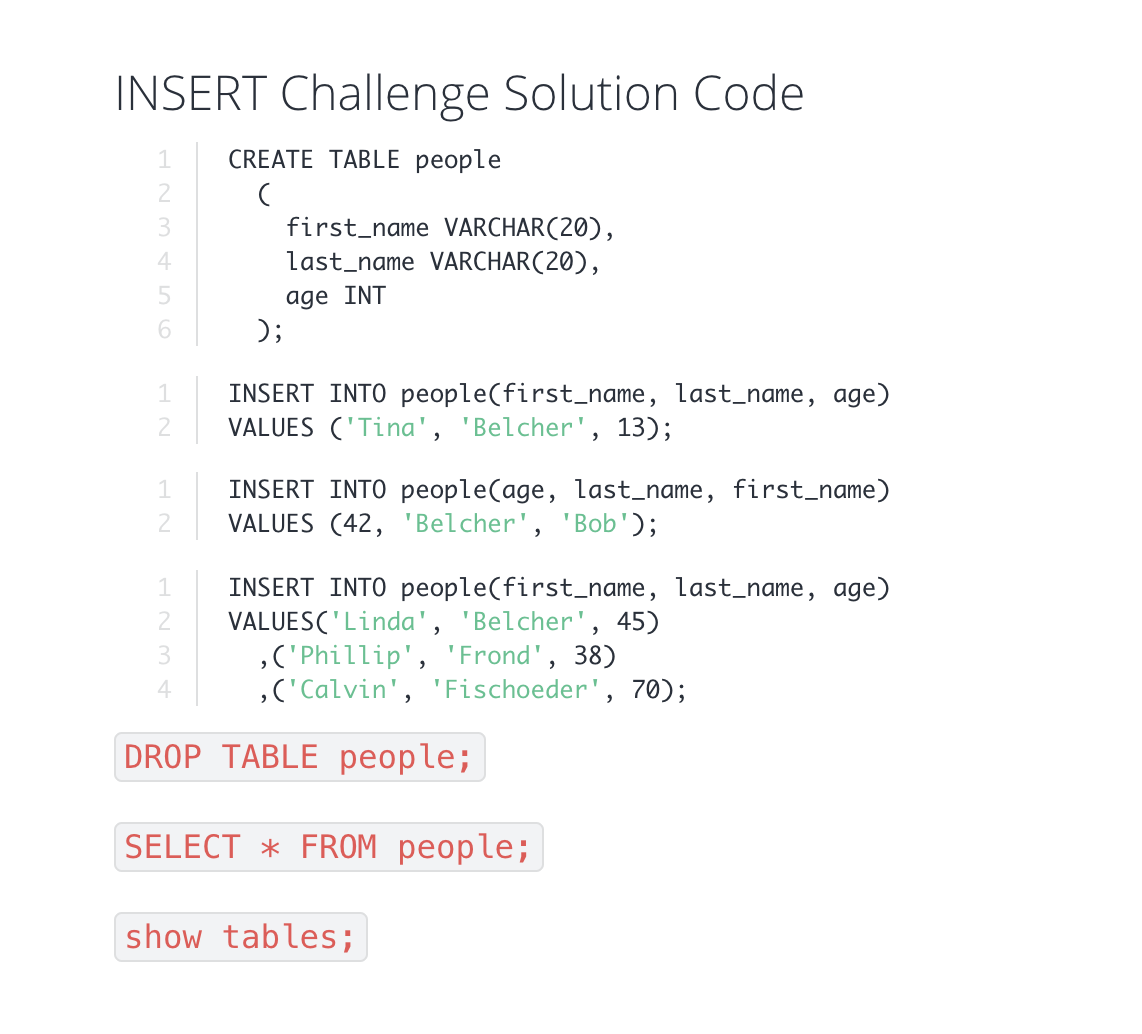 INSERT Challenge Solution Code
1 CREATE TABLE people
2   (
3     first_name VARCHAR(20),
4     last_name VARCHAR(20),
5     age INT
6   );
1 INSERT INTO people(first_name, last_name, age)
2 VALUES ('Tina', 'Belcher', 13);
1 INSERT INTO people(age, last_name, first_name)
2 VALUES (42, 'Belcher', 'Bob');
1 INSERT INTO people(first_name, last_name, age)
2 VALUES('Linda', 'Belcher', 45)
3   ,('Phillip', 'Frond', 38)
4   ,('Calvin', 'Fischoeder', 70);
DROP TABLE people;
SELECT * FROM people;
show tables;